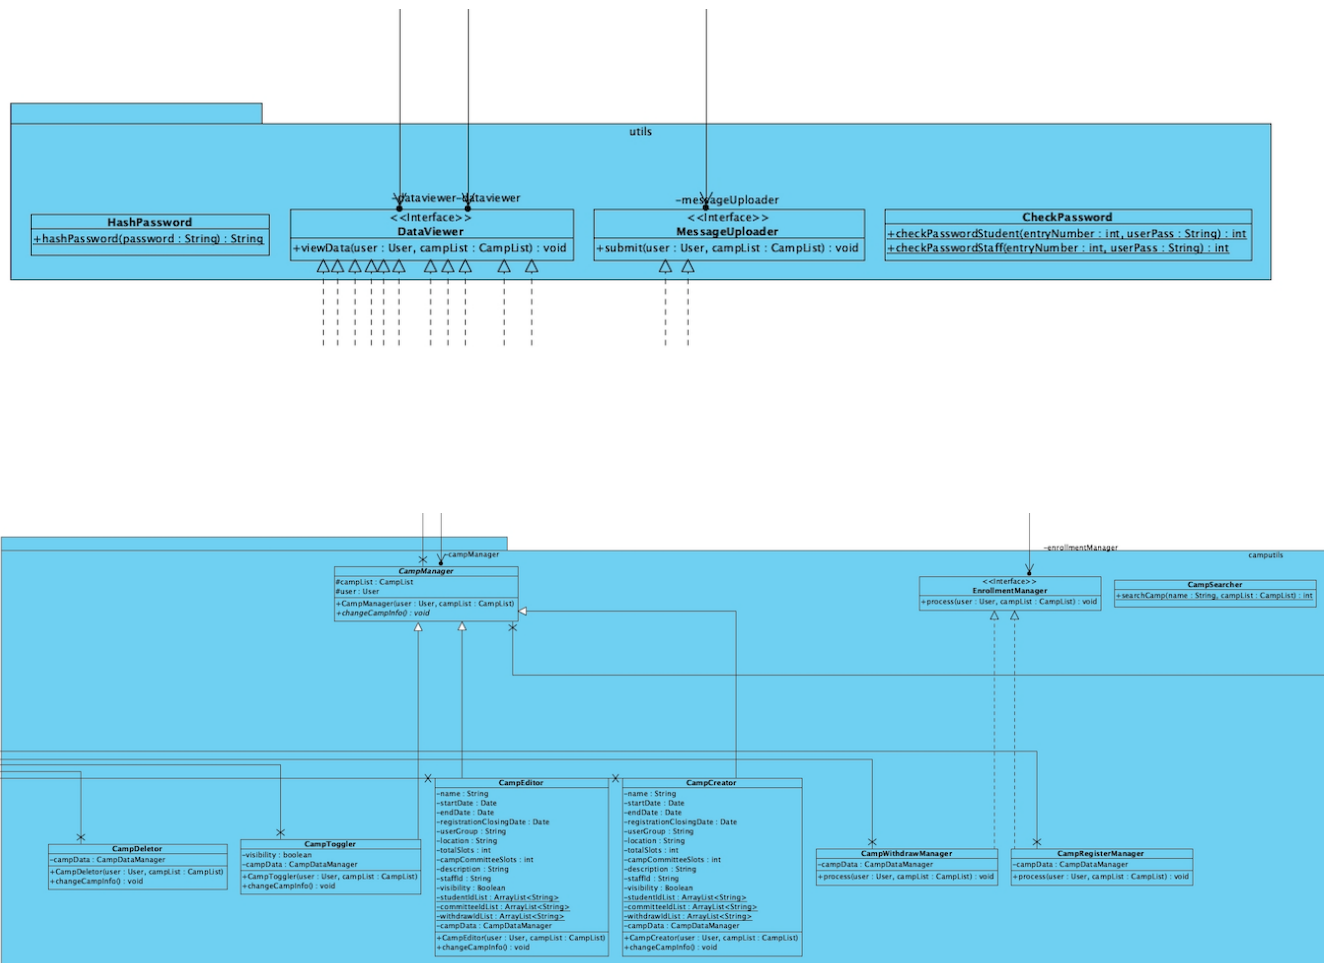 utils
-dataviewer
-dataviewer
-messageUploader
HashPassword
+hashPassword(password : String) : String
<<Interface>>
DataViewer
+viewData(user : User, campList : CampList) : void
<<Interface>>
MessageUploader
+submit(user : User, campList : CampList) : void
CheckPassword
+checkPasswordStudent(entryNumber : int, userPass : String) : int
+checkPasswordStaff(entryNumber : int, userPass : String) : int
camputils
-campManager
CampManager
#campList : CampList
#user : User
+CampManager(user : User, campList : CampList)
+changeCampInfo() : void
-enrollmentManager
<<Interface>>
EnrollmentManager
+process(user : User, campList : CampList) : void
CampSearcher
+searchCamp(name : String, campList : CampList) : int
CampDeletor
-campData : CampDataManager
+CampDeletor(user : User, campList : CampList)
+changeCampInfo() : void
CampToggler
-visibility : boolean
-campData : CampDataManager
+CampToggler(user : User, campList : CampList)
+changeCampInfo() : void
CampEditor
-name : String
-startDate : Date
-endDate : Date
-registrationClosingDate : Date
-userGroup : String
-location : String
-totalSlots : int
-campCommitteeSlots : int
-description : String
-staffId : String
-visibility : Boolean
-studentIdList : ArrayList<String>
-committeeIdList : ArrayList<String>
-withdrawIdList : ArrayList<String>
-campData : CampDataManager
+CampEditor(user : User, campList : CampList)
+changeCampInfo() : void
CampCreator
-name : String
-startDate : Date
-endDate : Date
-registrationClosingDate : Date
-userGroup : String
-location : String
-totalSlots : int
-campCommitteeSlots : int
-description : String
-staffId : String
-visibility : Boolean
-studentIdList : ArrayList<String>
-committeeIdList : ArrayList<String>
-withdrawIdList : ArrayList<String>
-campData : CampDataManager
+CampCreator(user : User, campList : CampList)
+changeCampInfo() : void
CampWithdrawManager
-campData : CampDataManager
+process(user : User, campList : CampList) : void
CampRegisterManager
-campData : CampDataManager
+process(user : User, campList : CampList) : void